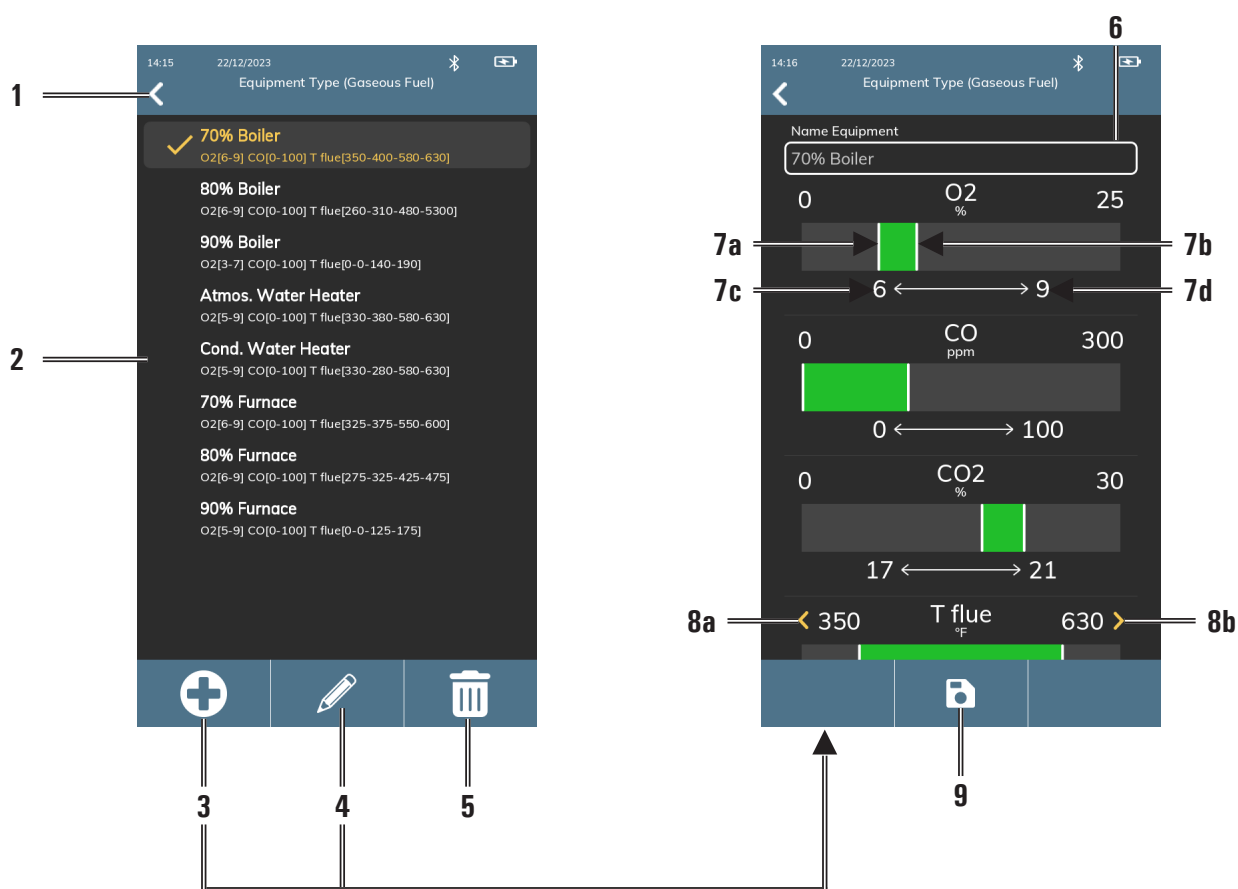 6
14:15 22/12/2023
Equipment Type (Gaseous Fuel)
1
70% Boiler
O2[6-9] CO[0-100] T flue[350-400-580-630]
80% Boiler
O2[6-9] CO[0-100] T flue[260-310-480-5300]
90% Boiler
O2[3-7] CO[0-100] T flue[0-0-140-190]
Atmos. Water Heater
O2[5-9] CO[0-100] T flue[330-380-580-630]
2
Cond. Water Heater
O2[5-9] CO[0-100] T flue[330-280-580-630]
70% Furnace
O2[6-9] CO[0-100] T flue[325-375-550-600]
80% Furnace
O2[6-9] CO[0-100] T flue[275-325-425-475]
90% Furnace
O2[5-9] CO[0-100] T flue[0-0-125-175]
3 4 5
14:16 22/12/2023
Equipment Type (Gaseous Fuel)
Name Equipment
70% Boiler
0 O2 25
%
7a 7b
7c 6 9 7d
0 CO 300
ppm
0 100
0 CO2 30
%
17 21
8a 350 T flue 630 8b
°F
9